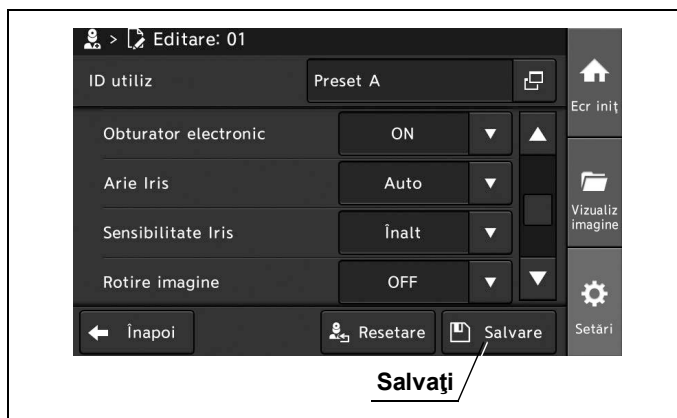 > Editare: 01
ID utiliz Preset A
Ecr iniţ
Obturator electronic ON
Arie Iris Auto
Vizualiz
imagine
Sensibilitate Iris Înalt
Rotire imagine OFF
Înapoi Resetare Salvare
Setări
Salvaţi